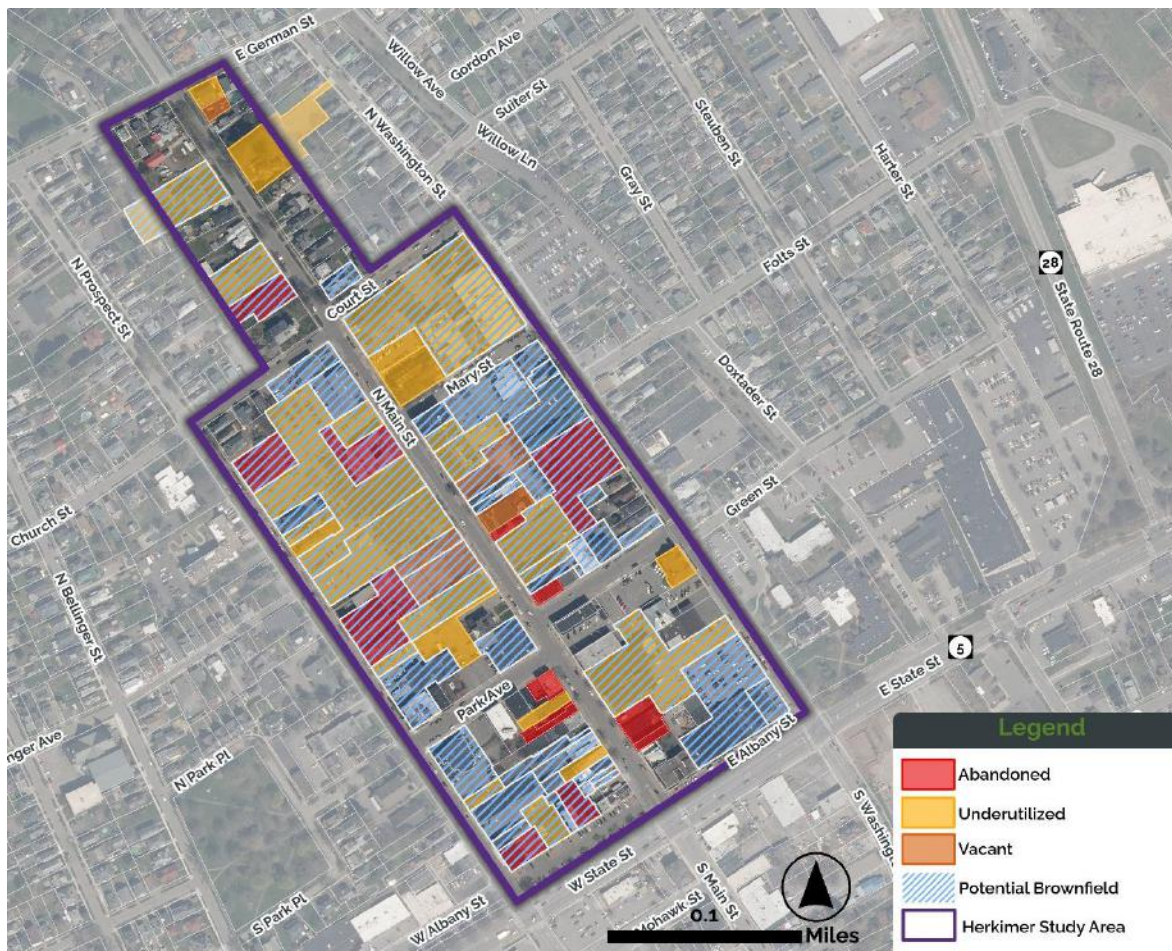 E German St
Willow Ave
Gordon Ave
Suiter St
N Washington St
Willow Ln
Steuben St
Gray St
Harter St
Folts St
28
State Route 28
N Prospect St
Court St
Mary St
N Main St
Doxtader St
Green St
Church St
N Bellinger St
Park Ave
5
E State St
E Albany St
nger Ave
N Park Pl
W State St
S Park Pl
W Albany St
S Main St
Mohawk St
S Washing
0.1
Miles
Legend
Abandoned
Underutilized
Vacant
Potential Brownfield
Herkimer Study Area